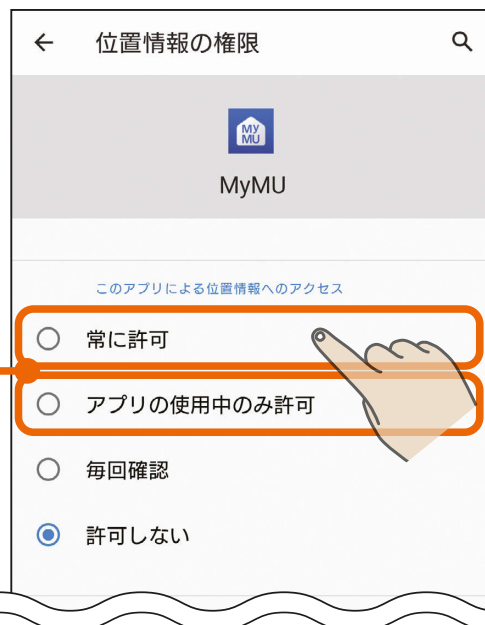 位置情報の権限
MY
MU
MyMU
このアプリによる位置情報へのアクセス
常に許可
アプリの使用中のみ許可
毎回確認
許可しない